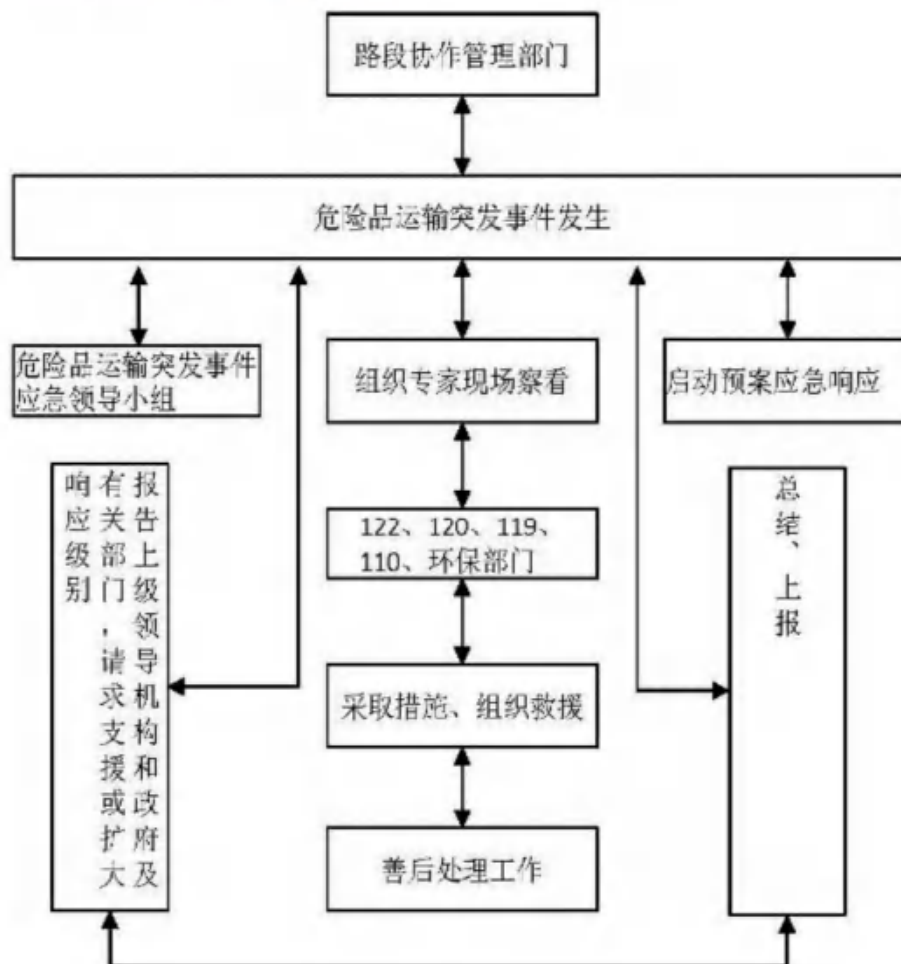 路段协作管理部门
危险品运输突发事件发生
危险品运输突发事件
应急领导小组
组织专家现场察看
启动预案应急响应
报告上级领导机构和政府及
有关部门，请求支援或扩大
响应级别
122、120、119、
110、环保部门
总结、上报
采取措施、组织救援
善后处理工作